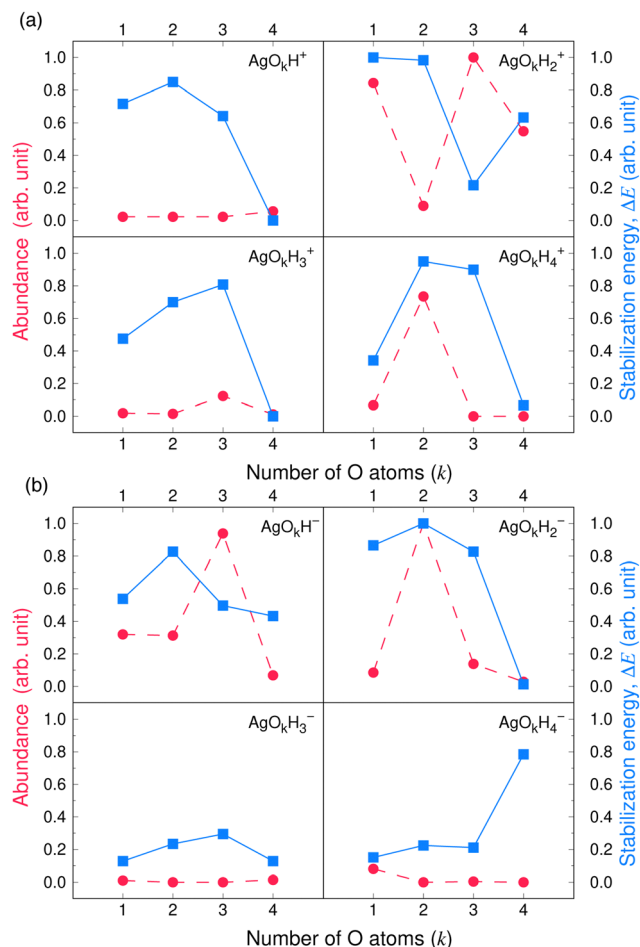 (a)
1 2 3 4 1 2 3 4
1.0 AgOₖH⁺ AgOₖH₂⁺ 1.0
0.8 0.8
0.6 0.6
0.4 0.4
0.2 0.2
0.0 0.0
1.0 AgOₖH₃⁺ AgOₖH₄⁺ 1.0
0.8 0.8
0.6 0.6
0.4 0.4
0.2 0.2
0.0 0.0
1 2 3 4 1 2 3 4
Abundance (arb. unit)
Stabilization energy, ΔE (arb. unit)
Number of O atoms (k)
(b)
1 2 3 4 1 2 3 4
1.0 AgOₖH⁻ AgOₖH₂⁻ 1.0
0.8 0.8
0.6 0.6
0.4 0.4
0.2 0.2
0.0 0.0
AgOₖH₃⁻ AgOₖH₄⁻
0.8 0.8
0.6 0.6
0.4 0.4
0.2 0.2
0.0 0.0
1 2 3 4 1 2 3 4
Abundance (arb. unit)
Stabilization energy, ΔE (arb. unit)
Number of O atoms (k)